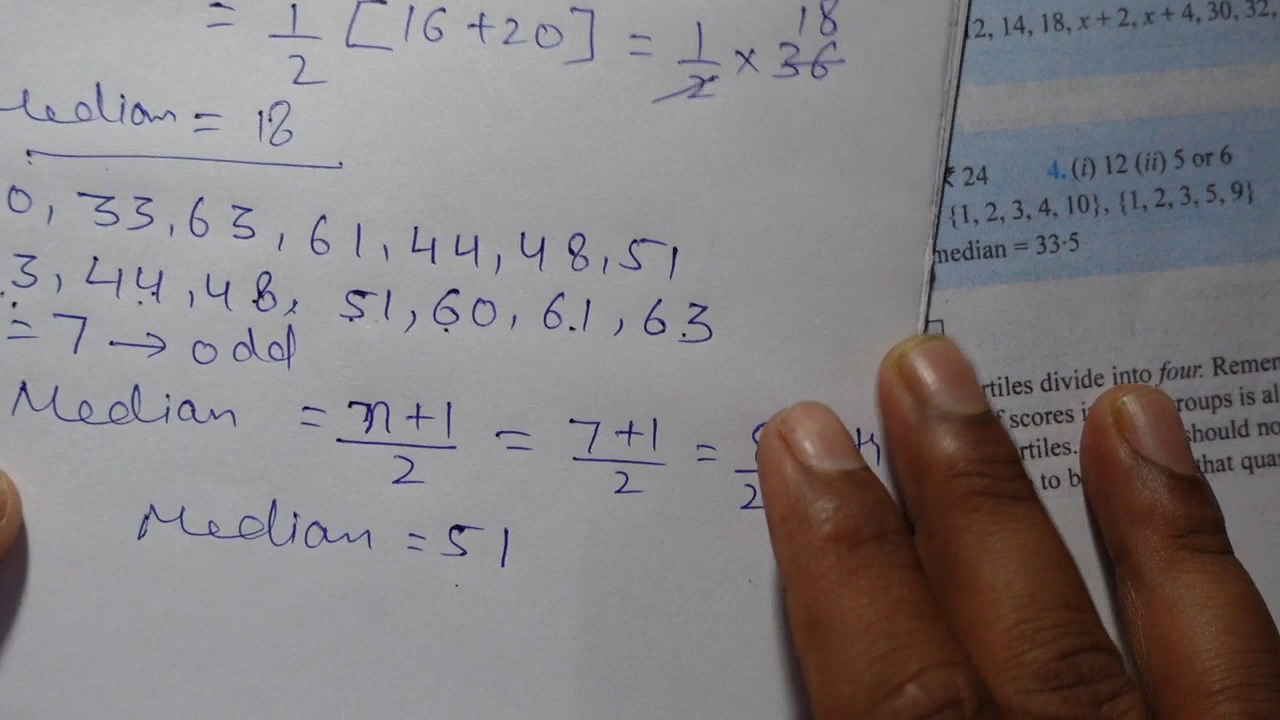 = 1/2 [16+20] = 1/2 × 36 18
Median = 18
0, 33, 63, 61, 44, 48, 51
3, 44, 48, 51, 60, 61, 63
= 7 → odd
Median = n+1/2 = 7+1/2 = /2
Median = 51
2, 14, 18, x + 2, x + 4, 30, 32,
₹ 24 4. (i) 12 (ii) 5 or 6
{1, 2, 3, 4, 10}, {1, 2, 3, 5, 9}
median = 33·5
rtiles divide into four. Remem
scores i roups is al
rtiles. should no
to b that quar